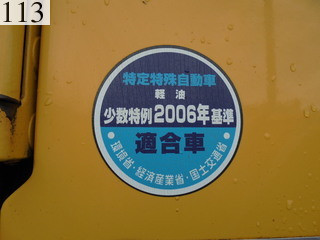 113
特定特殊自動車
軽油
少数特例2006年基準
適合車
・環境省・経済産業省・国土交通省・